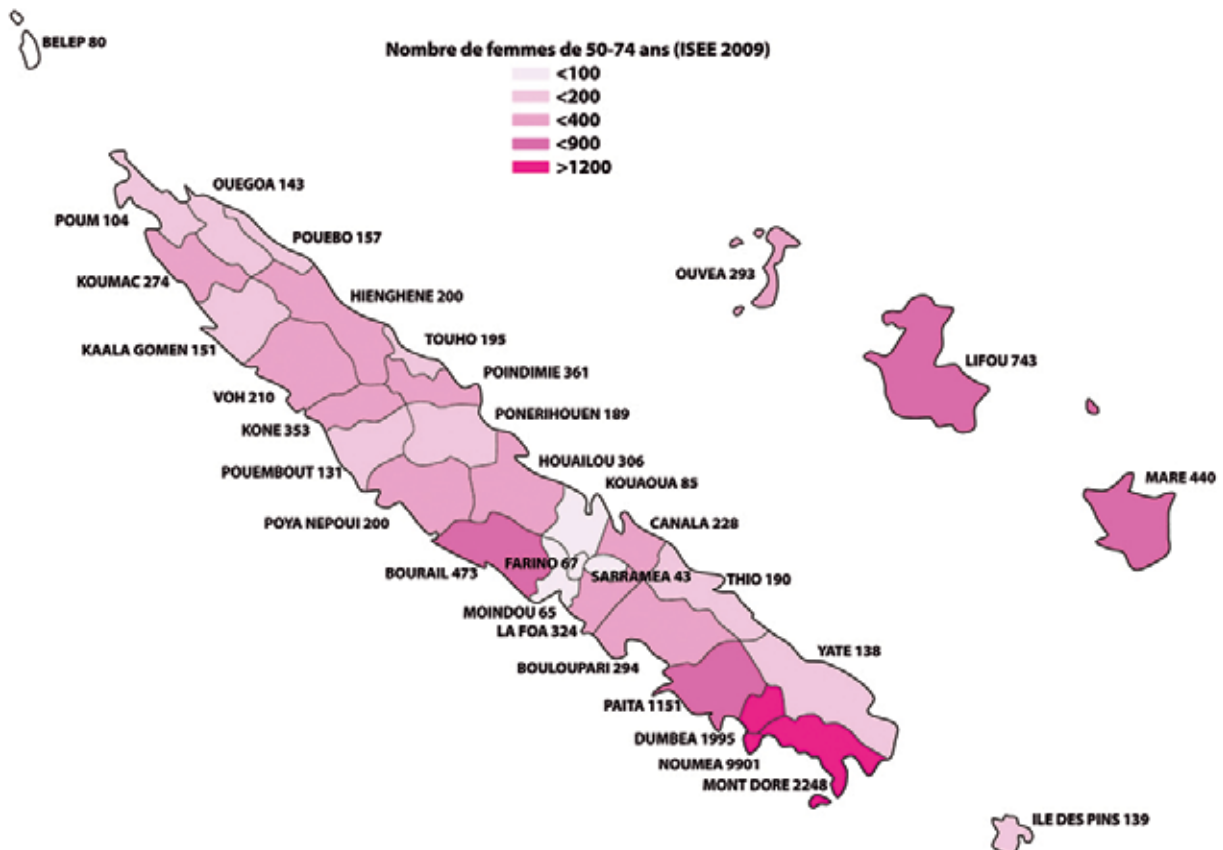 BELEP 80
Nombre de femmes de 50-74 ans (ISEE 2009)
<100
<200
<400
<900
>1200
OUEGOA 143
POUM 104
POUEBO 157
OUVEA 293
KOUMAC 274
HIENGHENE 200
TOUHO 195
KAALA GOMEN 151
LIFOU 743
POINDIMIE 361
VOH 210
PONERIHOUEN 189
KONE 353
HOUAILOU 306
POUEMBOUT 131
MARE 440
KOUAOUA 85
POYA NEPOUI 200
CANALA 228
FARINO 67
BOURAIL 473
SARRAMEA 43
THIO 190
MOINDOU 65
LA FOA 324
YATE 138
BOULOUPARI 294
PAITA 1151
DUMBEA 1995
NOUMEA 9901
MONT DORE 2248
ILE DES PINS 139